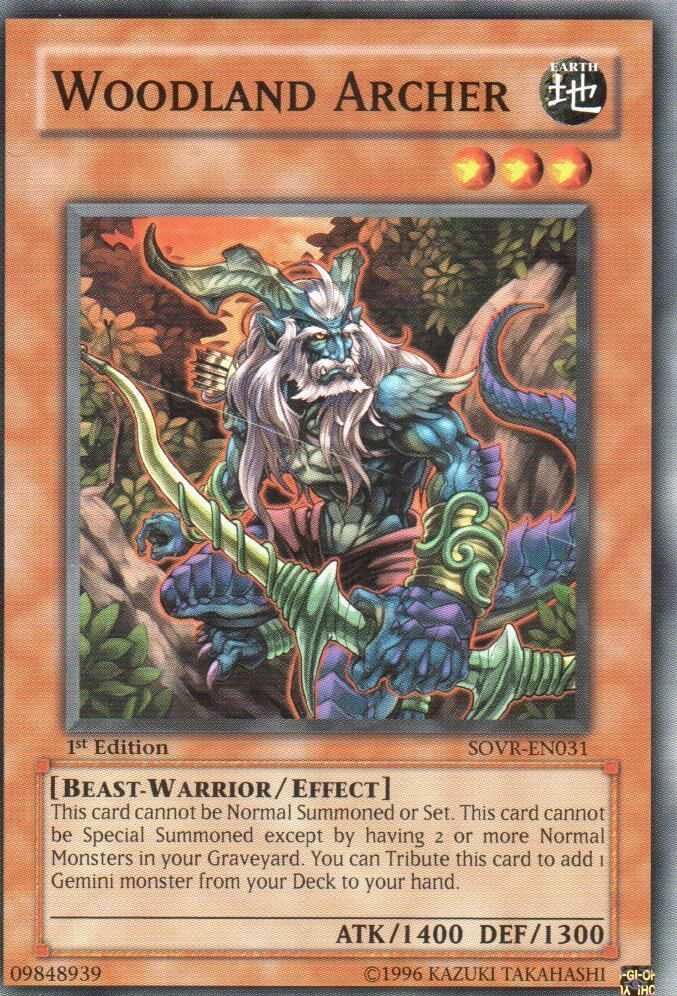 WOODLAND ARCHER
EARTH
地
1st Edition
SOVR-EN031
[BEAST-WARRIOR/EFFECT]
This card cannot be Normal Summoned or Set. This card cannot
be Special Summoned except by having 2 or more Normal
Monsters in your Graveyard. You can Tribute this card to add 1
Gemini monster from your Deck to your hand.
ATK/1400 DEF/1300
09848939
©1996 KAZUKI TAKAHASHI